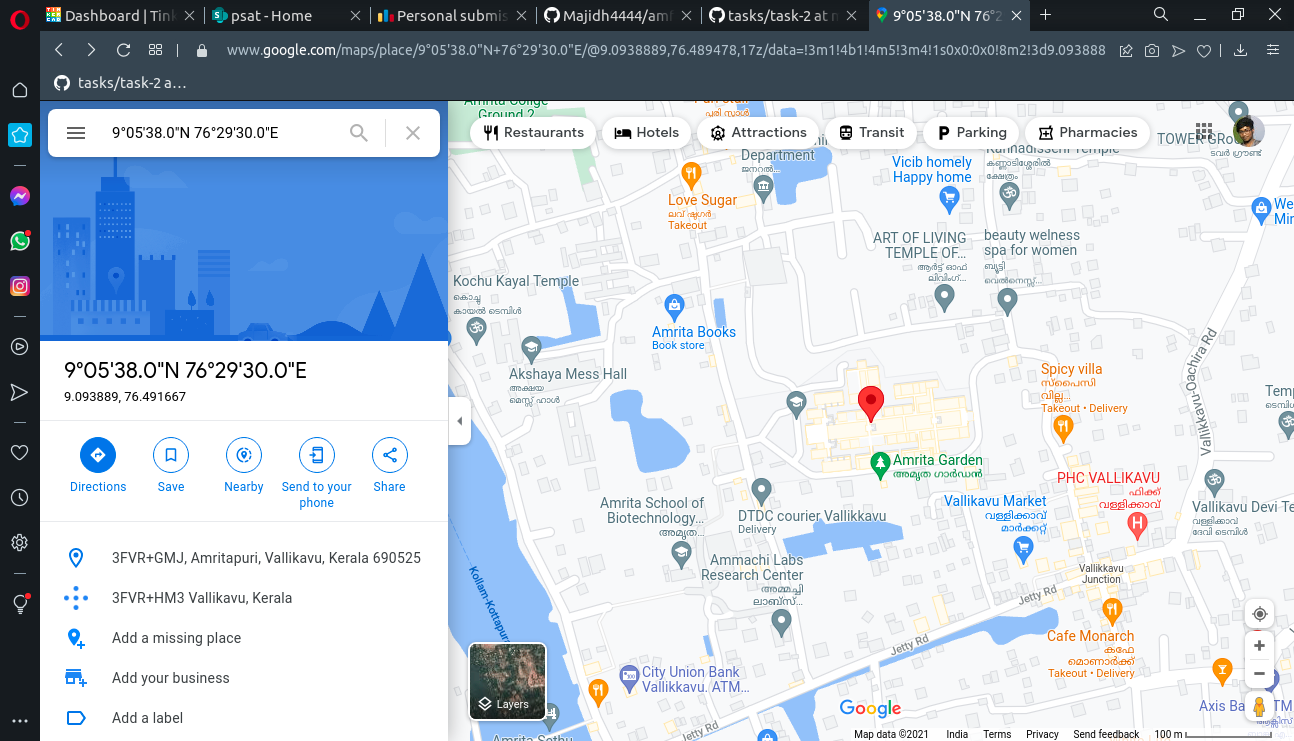 Dashboard | Tink
psat - Home
Personal submis
Majidh4444/amf
tasks/task-2 at m
9°05'38.0"N 76°2
www.google.com/maps/place/9°05'38.0"N+76°29'30.0"E/@9.0938889,76.489478,17z/data=!3m1!4b1!4m5!3m4!1s0x0:0x0!8m2!3d9.093888
tasks/task-2 a...
9°05'38.0"N 76°29'30.0"E
Restaurants
Hotels
Attractions
Transit
Parking
Pharmacies
9°05'38.0"N 76°29'30.0"E
9.093889, 76.491667
Directions
Save
Nearby
Send to your
phone
Share
3FVR+GMJ, Amritapuri, Vallikavu, Kerala 690525
3FVR+HM3 Vallikavu, Kerala
Add a missing place
Add your business
Add a label
Ground 2
Department
ജനറൽ...
Vicib homely
Happy home
കണ്ണാടിശ്ശേരിൽ
ക്ഷേത്രം
TOWER GROU
ടവർ ഗ്രൗണ്ട്
Love Sugar
ലവ് ഷുഗർ
Takeout
We
Mir
ART OF LIVING
TEMPLE OF...
ആർട്ട് ഓഫ്
ലിവിംഗ്...
beauty welness
spa for women
ബ്യൂട്ടി
വെൽനെസ്സ്...
Kochu Kayal Temple
കൊച്ചു
കായൽ ടെമ്പിൾ
Amrita Books
Book store
Akshaya Mess Hall
അക്ഷയ
മെസ്സ് ഹാൾ
Spicy villa
സ്പൈസി
വില്ല...
Takeout • Delivery
Vallikkavu-Oachira Rd
Temp
Amrita Garden
അമൃത ഗാർഡൻ
PHC VALLIKAVU
ഫിക്ക്
വള്ളിക്കാവ്
Vallikavu Market
വള്ളിക്കാവ്
മാർക്കറ്റ്
Amrita School of
Biotechnology...
അമൃത...
DTDC courier Vallikkavu
Delivery
Vallikavu Devi Te
വള്ളിക്കാവ്
ദേവി ടെമ്പിൾ
Ammachi Labs
Research Center
അമ്മച്ചി
ലാബ്സ്...
Vallikkavu
Junction
Kollam-Kottapur
Jetty Rd
Cafe Monarch
കഫേ
മൊണാർക്ക്
Takeout • Delivery
Jetty Rd
City Union Bank
Vallikkavu. ATM...
Layers
Google
Axis Ba
TM
Jetty Rd
Amrita Sethu
Map data ©2021
India
Terms
Privacy
Send feedback
100 m